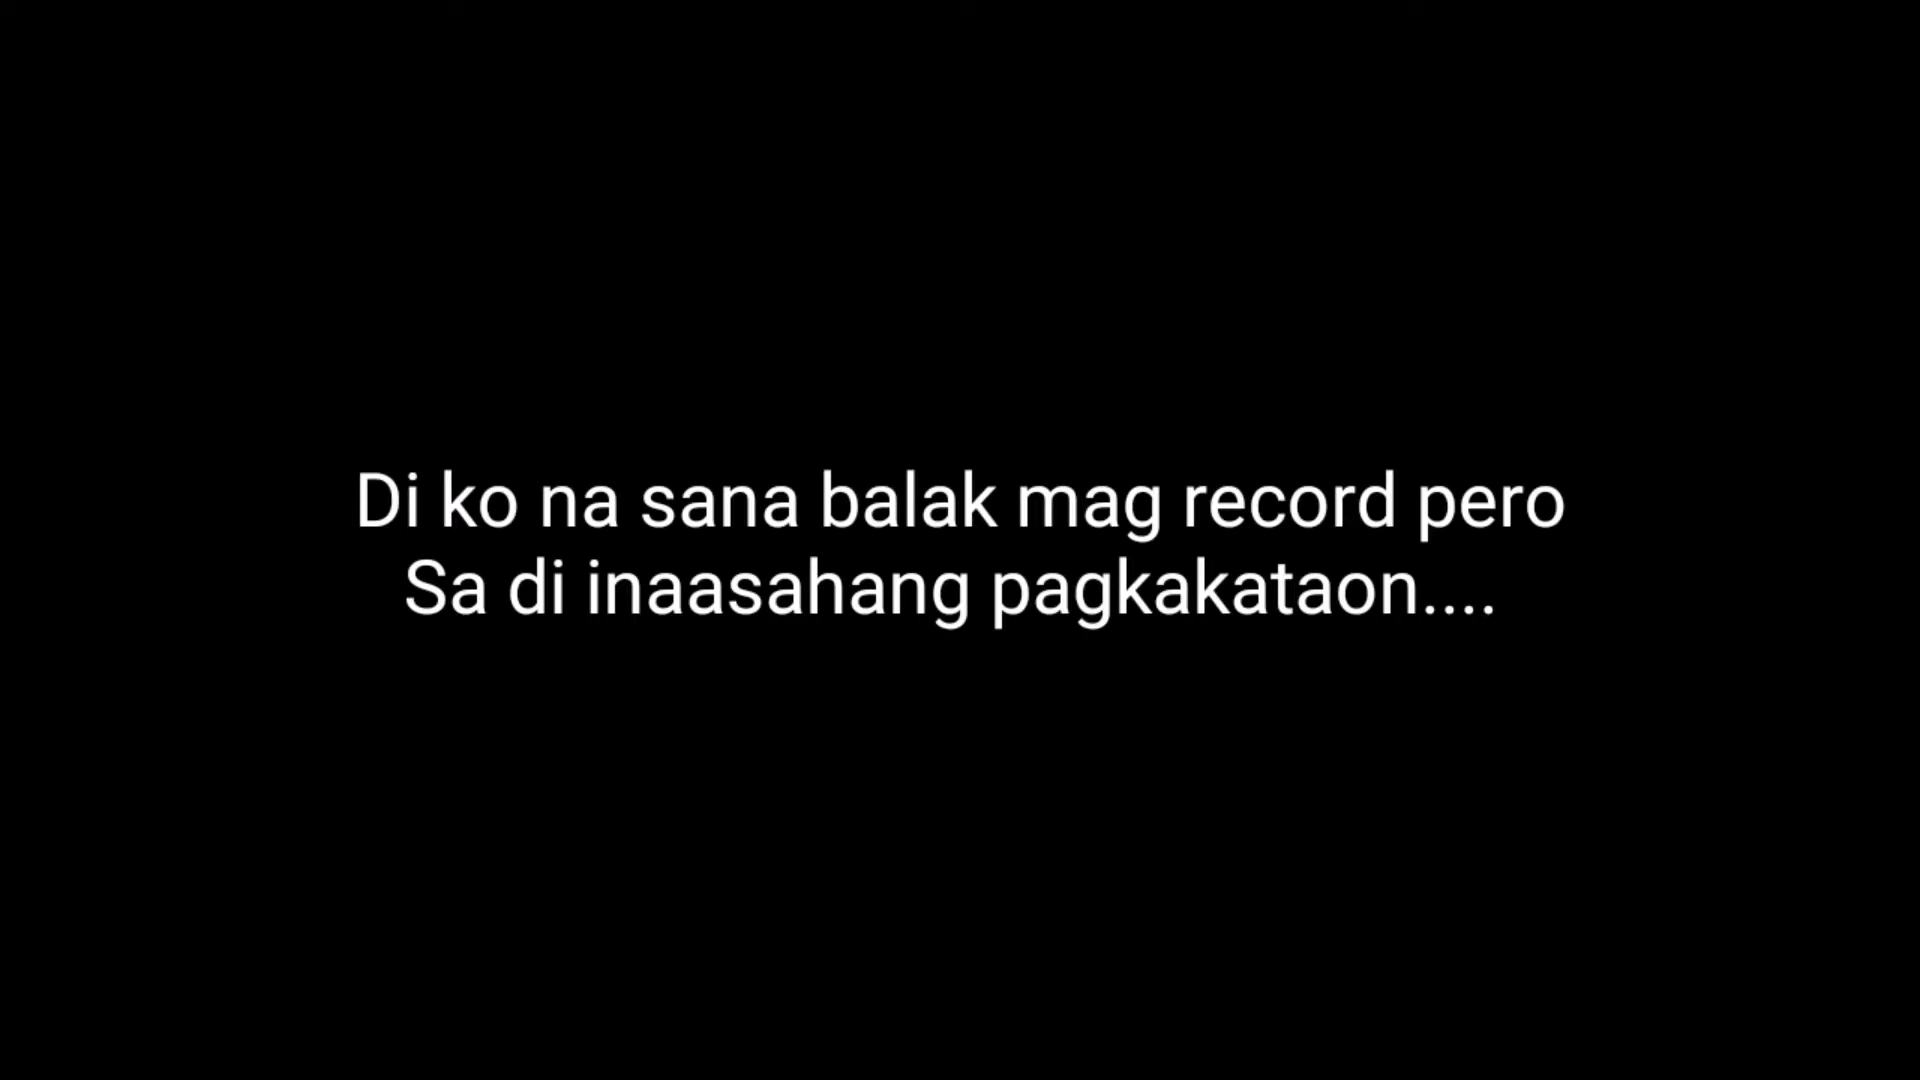 Di ko na sana balak mag record pero
Sa di inaasahang pagkakataon....